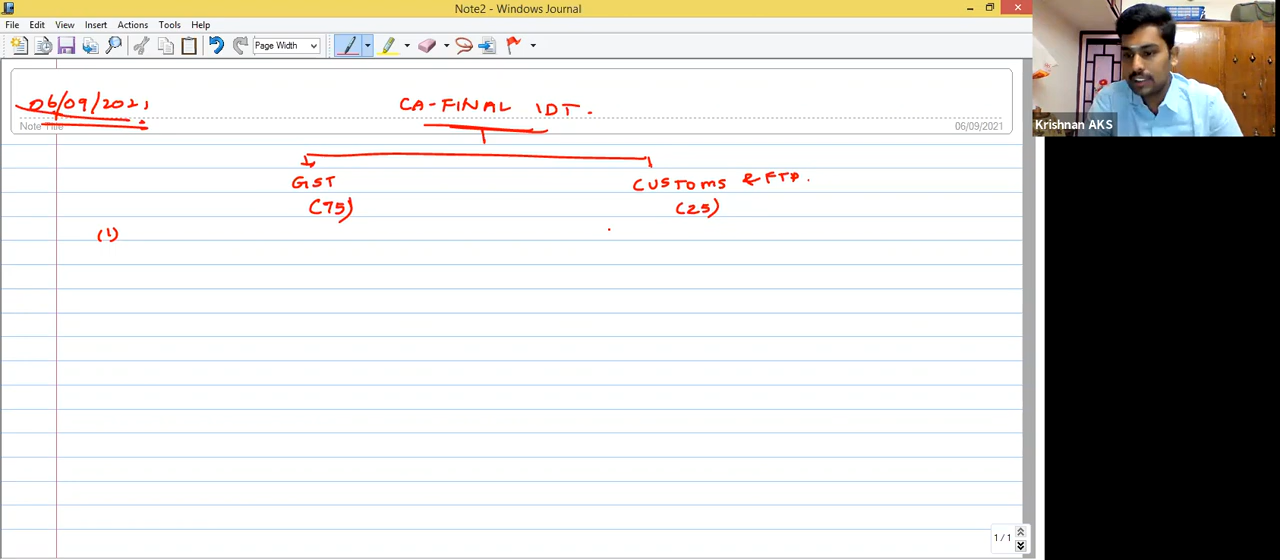 Note2 - Windows Journal
File Edit View Insert Actions Tools Help
Page Width
06/09/2021
CA-FINAL IDT.
Note Title
06/09/2021
GST
CUSTOMS & FTP.
(75)
(25)
(1)
1 / 1
Krishnan AKS